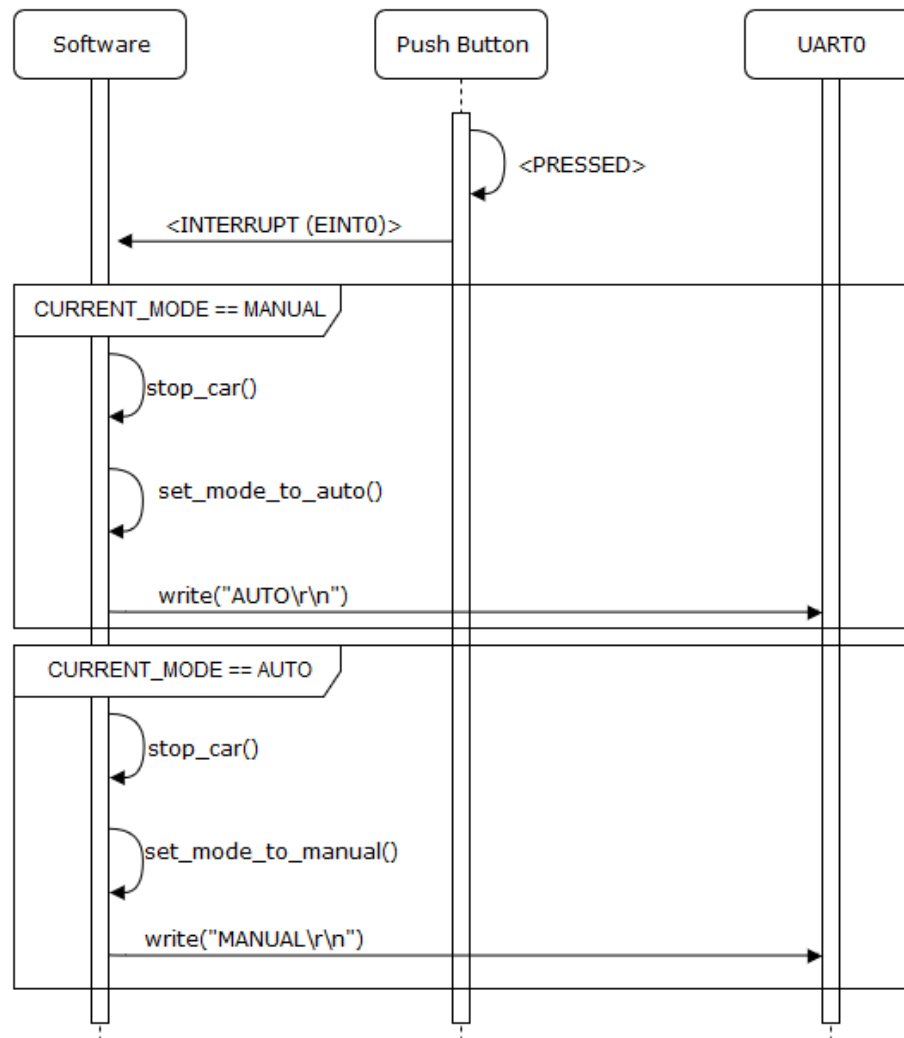 Software
Push Button
UART0
<PRESSED>
<INTERRUPT (EINT0)>
CURRENT_MODE == MANUAL
stop_car()
set_mode_to_auto()
write("AUTO\r\n")
CURRENT_MODE == AUTO
stop_car()
set_mode_to_manual()
write("MANUAL\r\n")